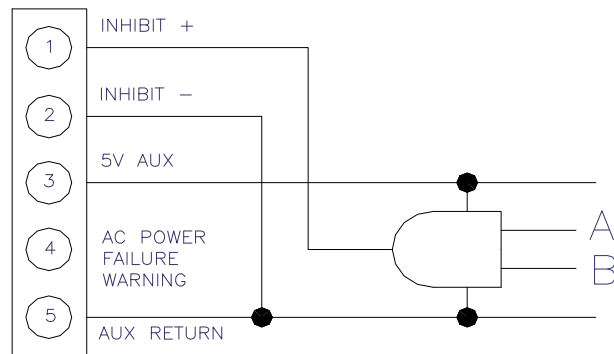 1 INHIBIT +
2 INHIBIT -
3 5V AUX
4 AC POWER
FAILURE
WARNING
5 AUX RETURN
A
B